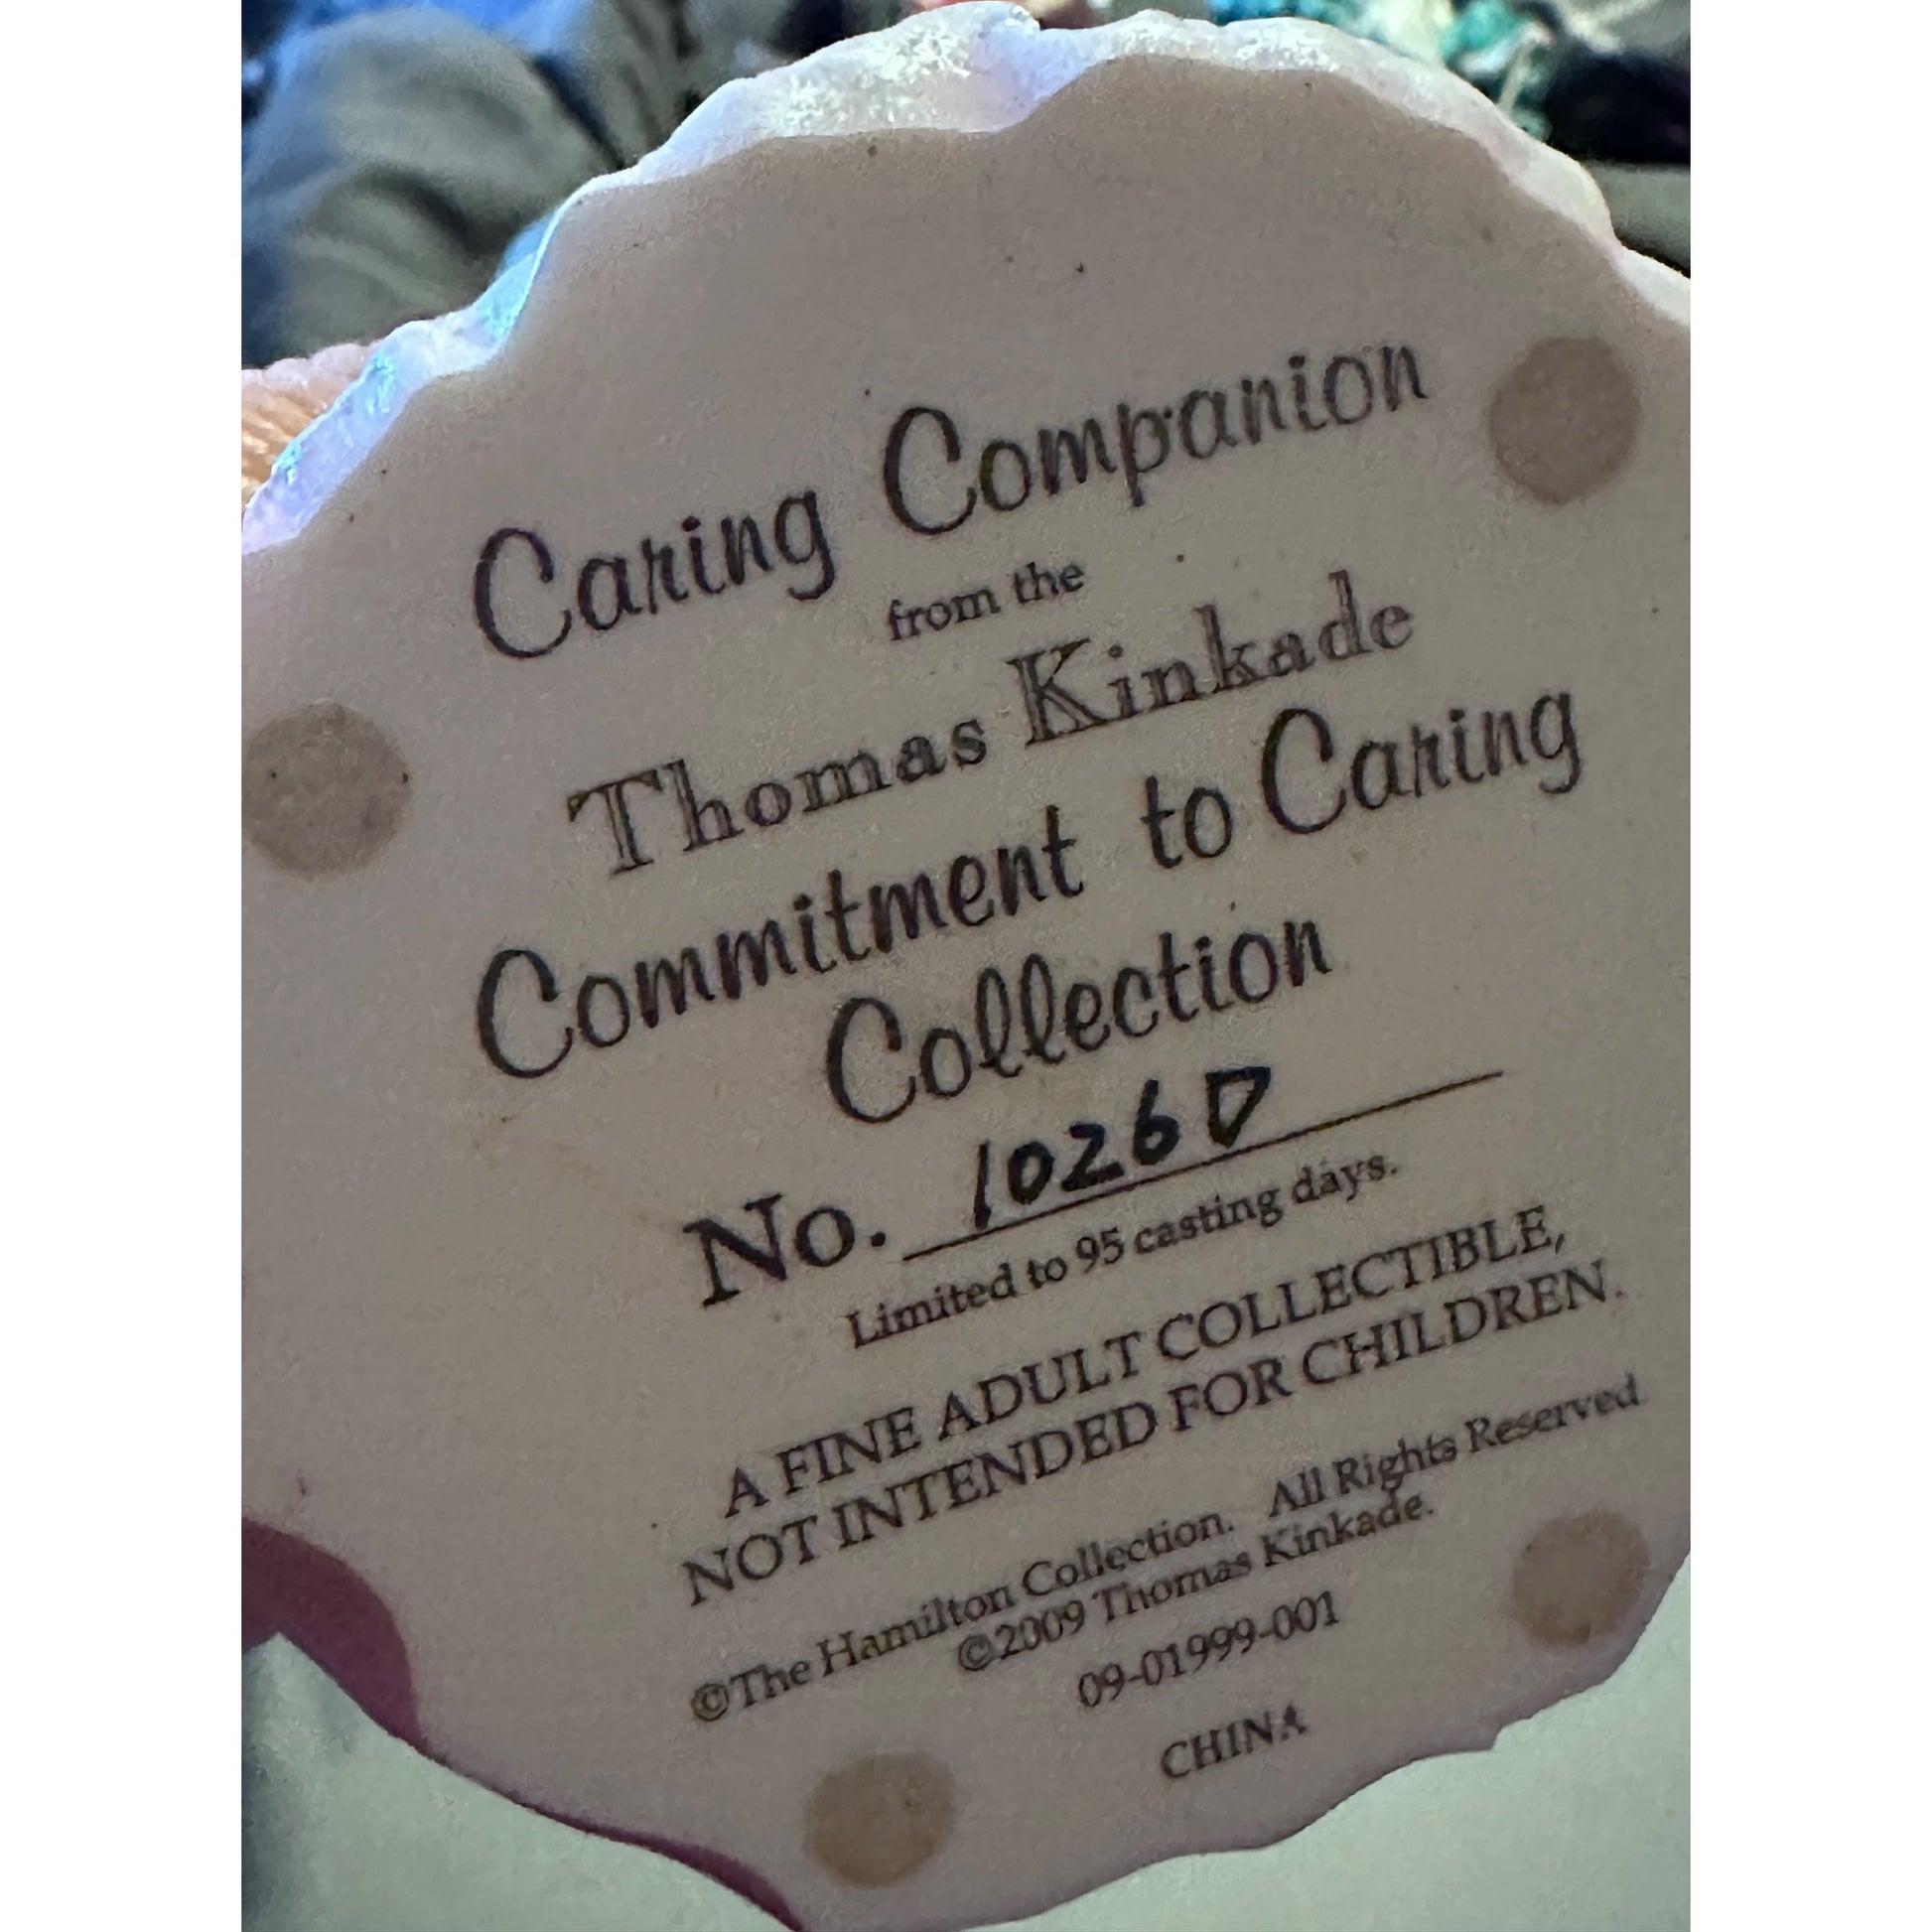 Caring Companion
from the
Thomas Kinkade
Commitment to Caring
Collection
No. 1026D
Limited to 95 casting days.
A FINE ADULT COLLECTIBLE,
NOT INTENDED FOR CHILDREN.
©The Hamilton Collection. All Rights Reserved
©2009 Thomas Kinkade.
09-01999-001
CHINA